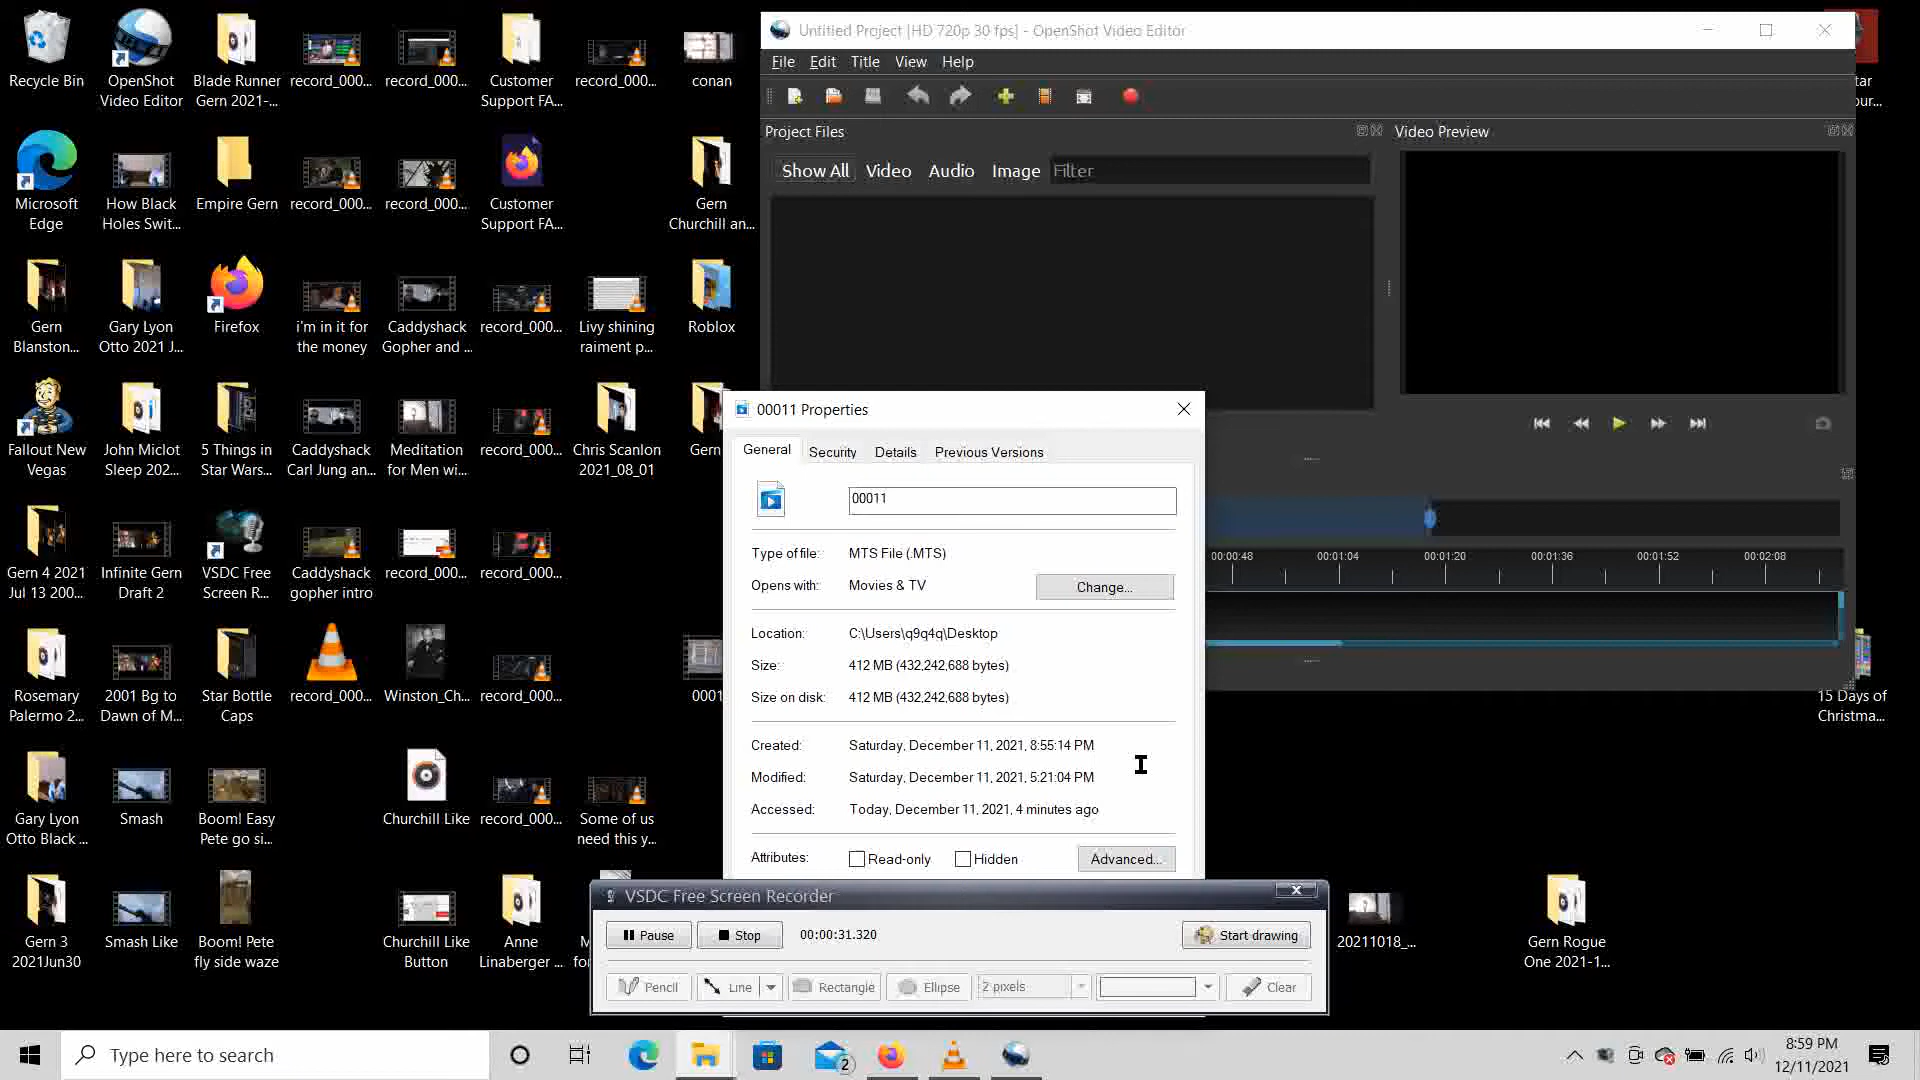 Recycle Bin
OpenShot
Video Editor
Blade Runner
Gern 2021-...
record_000...
record_000...
Customer
Support FA...
record_000...
conan
Microsoft
Edge
How Black
Holes Swit...
Empire Gern
record_000...
record_000...
Customer
Support FA...
Gern
Churchill an...
Gern
Blanston...
Gary Lyon
Otto 2021 J...
Firefox
i'm in it for
the money
Caddyshack
Gopher and ...
record_000...
Livy shining
raiment p...
Roblox
Fallout New
Vegas
John Miclot
Sleep 202...
5 Things in
Star Wars...
Caddyshack
Carl Jung an...
Meditation
for Men wi...
record_000...
Chris Scanlon
2021_08_01
Gern
Gern 4 2021
Jul 13 200...
Infinite Gern
Draft 2
VSDC Free
Screen R...
Caddyshack
gopher intro
record_000...
record_000...
Rosemary
Palermo 2...
2001 Bg to
Dawn of M...
Star Bottle
Caps
record_000...
Winston_Ch...
record_000...
0001
Gary Lyon
Otto Black ...
Smash
Boom! Easy
Pete go si...
Churchill Like
record_000...
Some of us
need this y...
Gern 3
2021Jun30
Smash Like
Boom! Pete
fly side waze
Churchill Like
Button
Anne
Linaberger ...
20211018_...
Gern Rogue
One 2021-1...
tar
our...
15 Days of
Christma...
Untitled Project [HD 720p 30 fps] - OpenShot Video Editor
File Edit Title View Help
Project Files
Video Preview
Show All Video Audio Image Filter
00:00:48 00:01:04 00:01:20 00:01:36 00:01:52 00:02:08
00011 Properties
General Security Details Previous Versions
00011
Type of file: MTS File (.MTS)
Opens with: Movies & TV Change...
Location: C:\Users\q9q4q\Desktop
Size: 412 MB (432,242,688 bytes)
Size on disk: 412 MB (432,242,688 bytes)
Created: Saturday, December 11, 2021, 8:55:14 PM
Modified: Saturday, December 11, 2021, 5:21:04 PM
Accessed: Today, December 11, 2021, 4 minutes ago
Attributes: Read-only Hidden Advanced...
VSDC Free Screen Recorder
Pause Stop 00:00:31.320 Start drawing
Pencil Line Rectangle Ellipse 2 pixels Clear
Type here to search
2
8:59 PM
12/11/2021